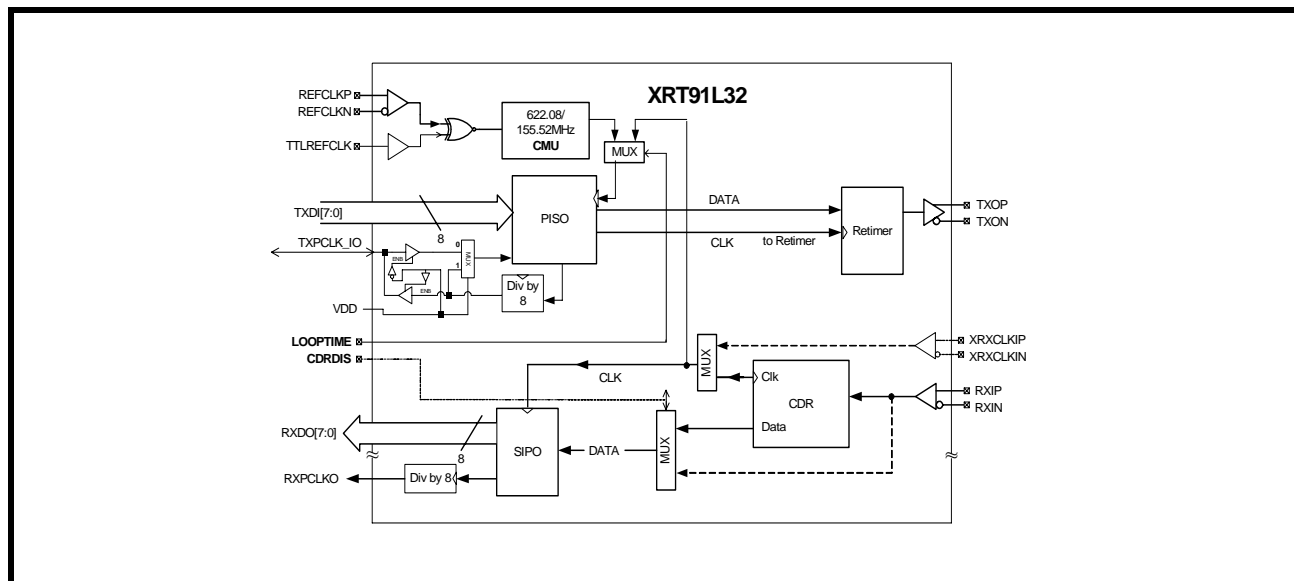 XRT91L32
REFCLKP
REFCLKN
TTLREFCLK
622.08/
155.52MHz
CMU
MUX
TXDI[7:0]
8
PISO
DATA
CLK
to Retimer
Retimer
TXOP
TXON
TXPCLK_IO
ENB
ENB
0
1
MUX
Div by
8
VDD
LOOPTIME
CDRDIS
XRXCLKIP
XRXCLKIN
MUX
CLK
Clk
CDR
Data
RXIP
RXIN
RXDO[7:0]
8
SIPO
DATA
MUX
RXPCLKO
Div by 8